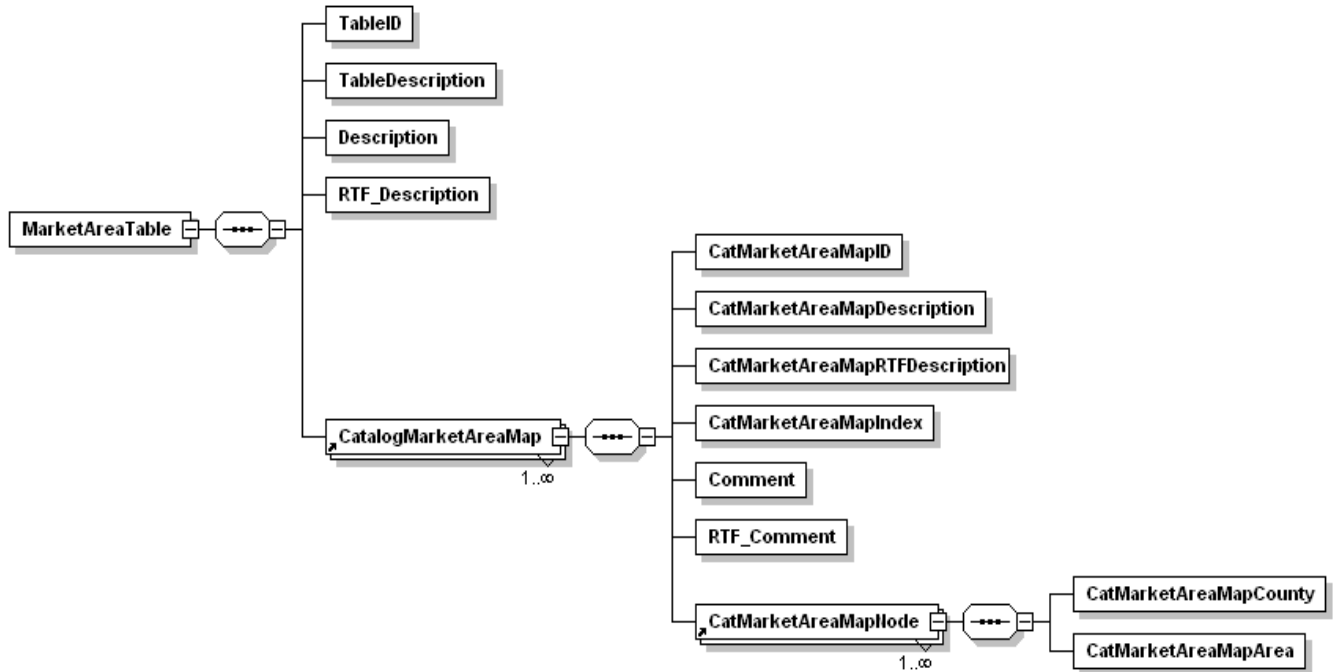 TableID
TableDescription
Description
RTF_Description
MarketAreaTable
CatalogMarketAreaMap
1..∞
CatMarketAreaMapID
CatMarketAreaMapDescription
CatMarketAreaMapRTFDescription
CatMarketAreaMapIndex
Comment
RTF_Comment
CatMarketAreaMapNode
1..∞
CatMarketAreaMapCounty
CatMarketAreaMapArea